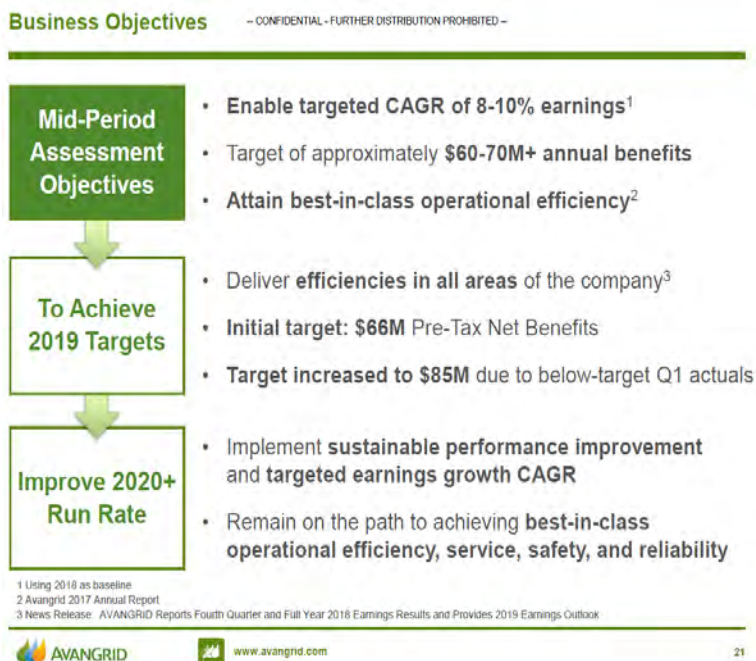 Business Objectives
-- CONFIDENTIAL - FURTHER DISTRIBUTION PROHIBITED --
Mid-Period
Assessment
Objectives
• Enable targeted CAGR of 8-10% earnings1
• Target of approximately $60-70M+ annual benefits
• Attain best-in-class operational efficiency2
To Achieve
2019 Targets
• Deliver efficiencies in all areas of the company3
• Initial target: $66M Pre-Tax Net Benefits
• Target increased to $85M due to below-target Q1 actuals
Improve 2020+
Run Rate
• Implement sustainable performance improvement
and targeted earnings growth CAGR
• Remain on the path to achieving best-in-class
operational efficiency, service, safety, and reliability
1 Using 2018 as baseline
2 Avangrid 2017 Annual Report
3 News Release AVANGRID Reports Fourth Quarter and Full Year 2018 Earnings Results and Provides 2019 Earnings Outlook
AVANGRID
www.avangrid.com
21